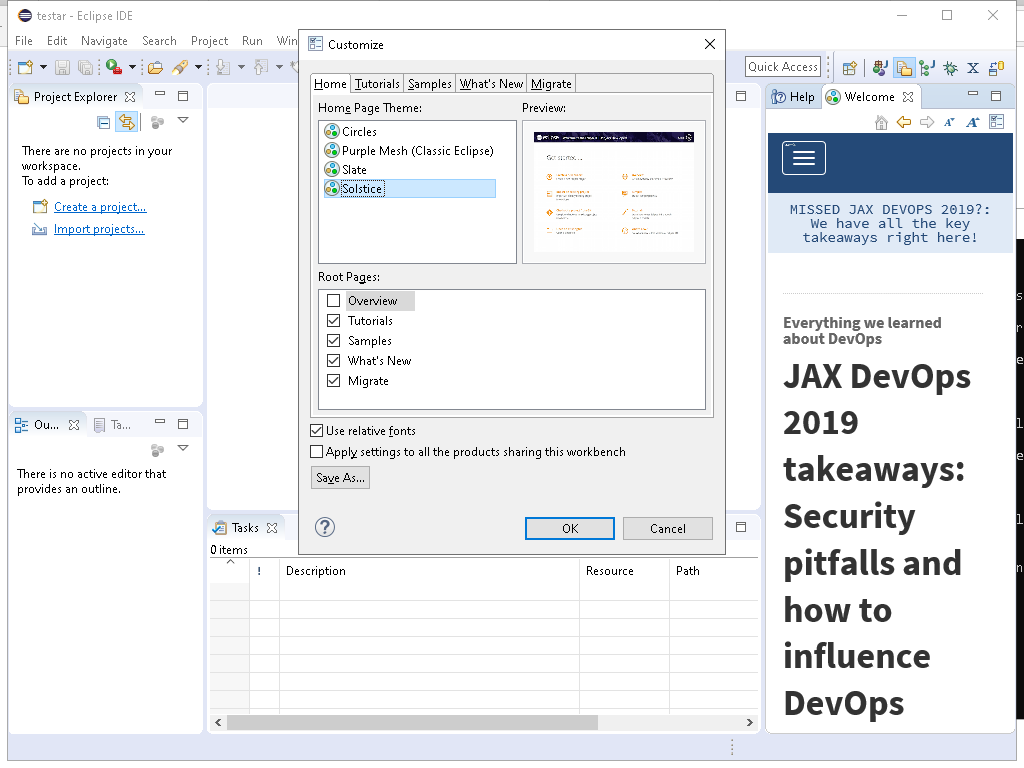 testar - Eclipse IDE
File Edit Navigate Search Project Run Win
Quick Access
Project Explorer
There are no projects in your
workspace.
To add a project:
Create a project...
Import projects...
Ou...
Ta...
There is no active editor that
provides an outline.
Customize
Home Tutorials Samples What's New Migrate
Home Page Theme:
Preview:
Circles
Purple Mesh (Classic Eclipse)
Slate
Solstice
Root Pages:
Overview
Tutorials
Samples
What's New
Migrate
Use relative fonts
Apply settings to all the products sharing this workbench
Save As...
OK
Cancel
Tasks
0 items
! Description Resource Path
Help
Welcome
MISSED JAX DEVOPS 2019?:
We have all the key
takeaways right here!
Everything we learned
about DevOps
JAX DevOps
2019
takeaways:
Security
pitfalls and
how to
influence
DevOps